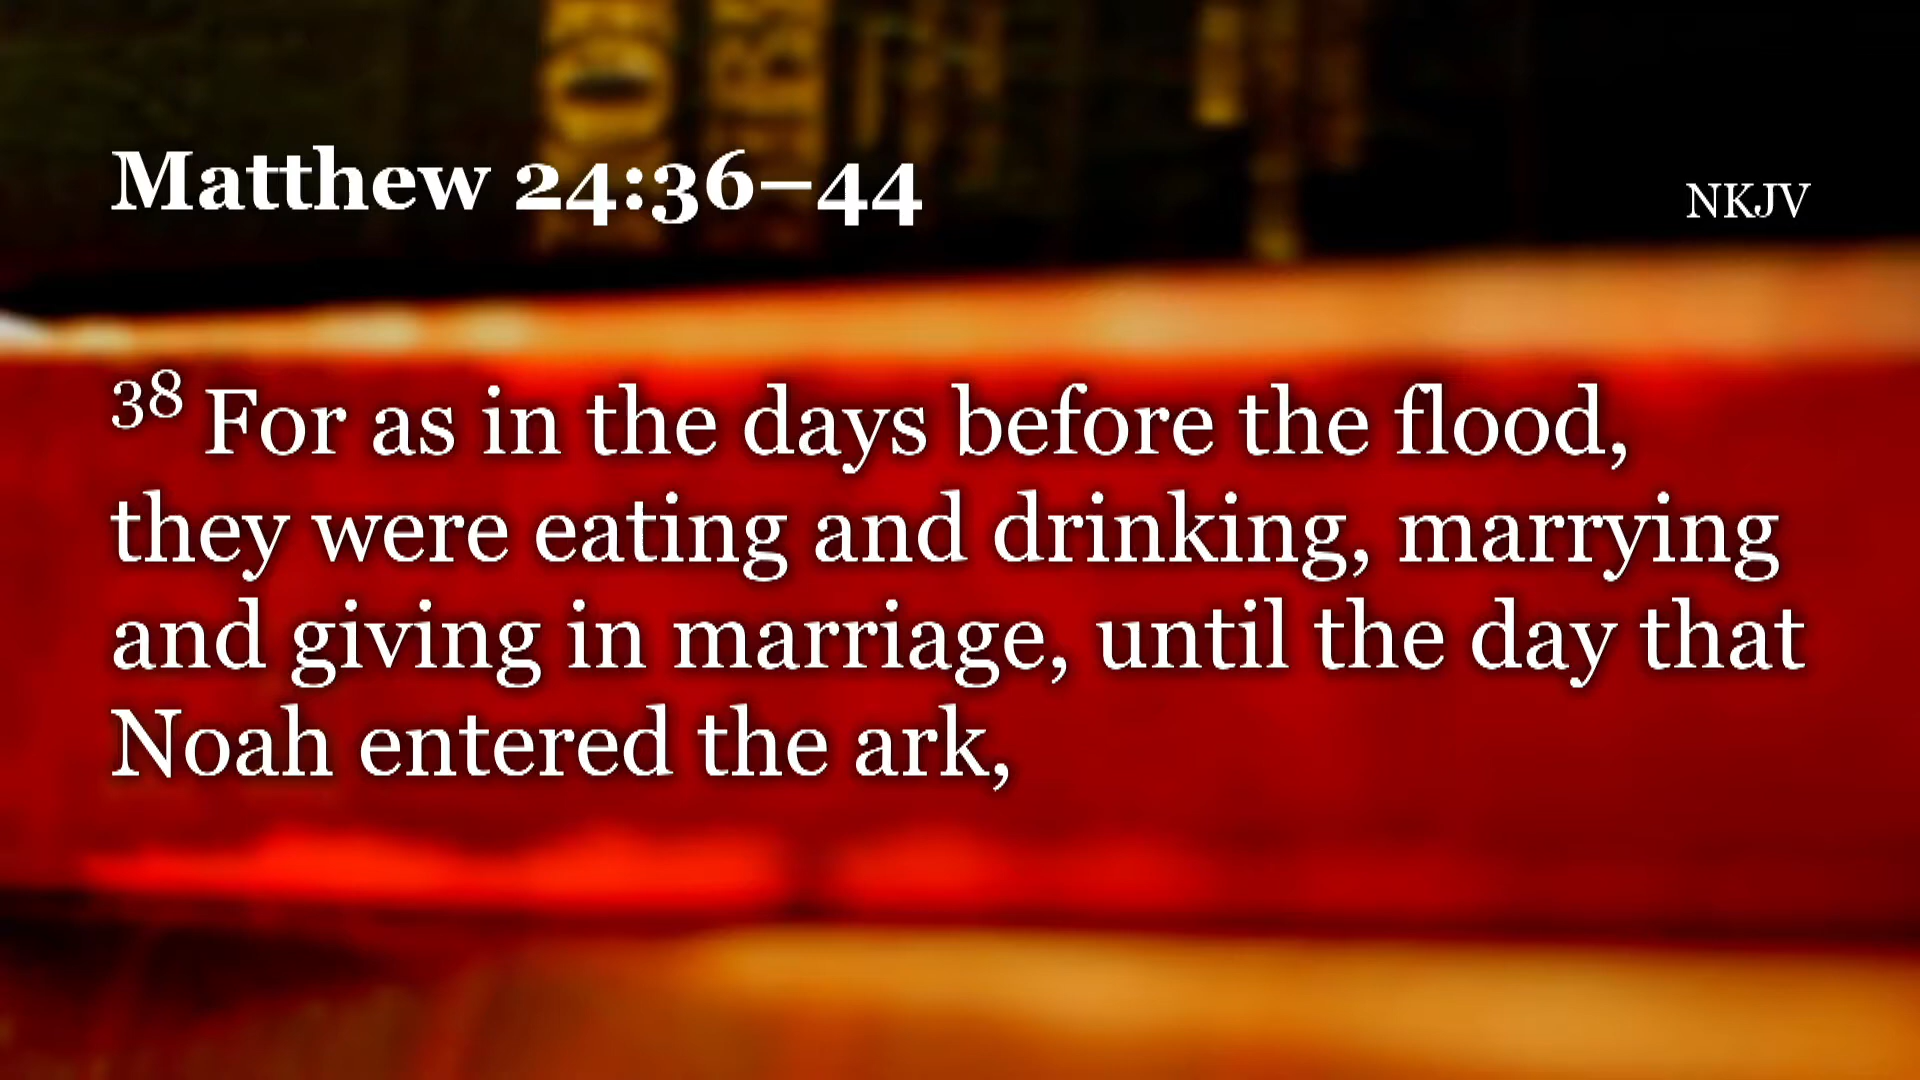 Matthew 24:36–44
NKJV
38 For as in the days before the flood,
they were eating and drinking, marrying
and giving in marriage, until the day that
Noah entered the ark,